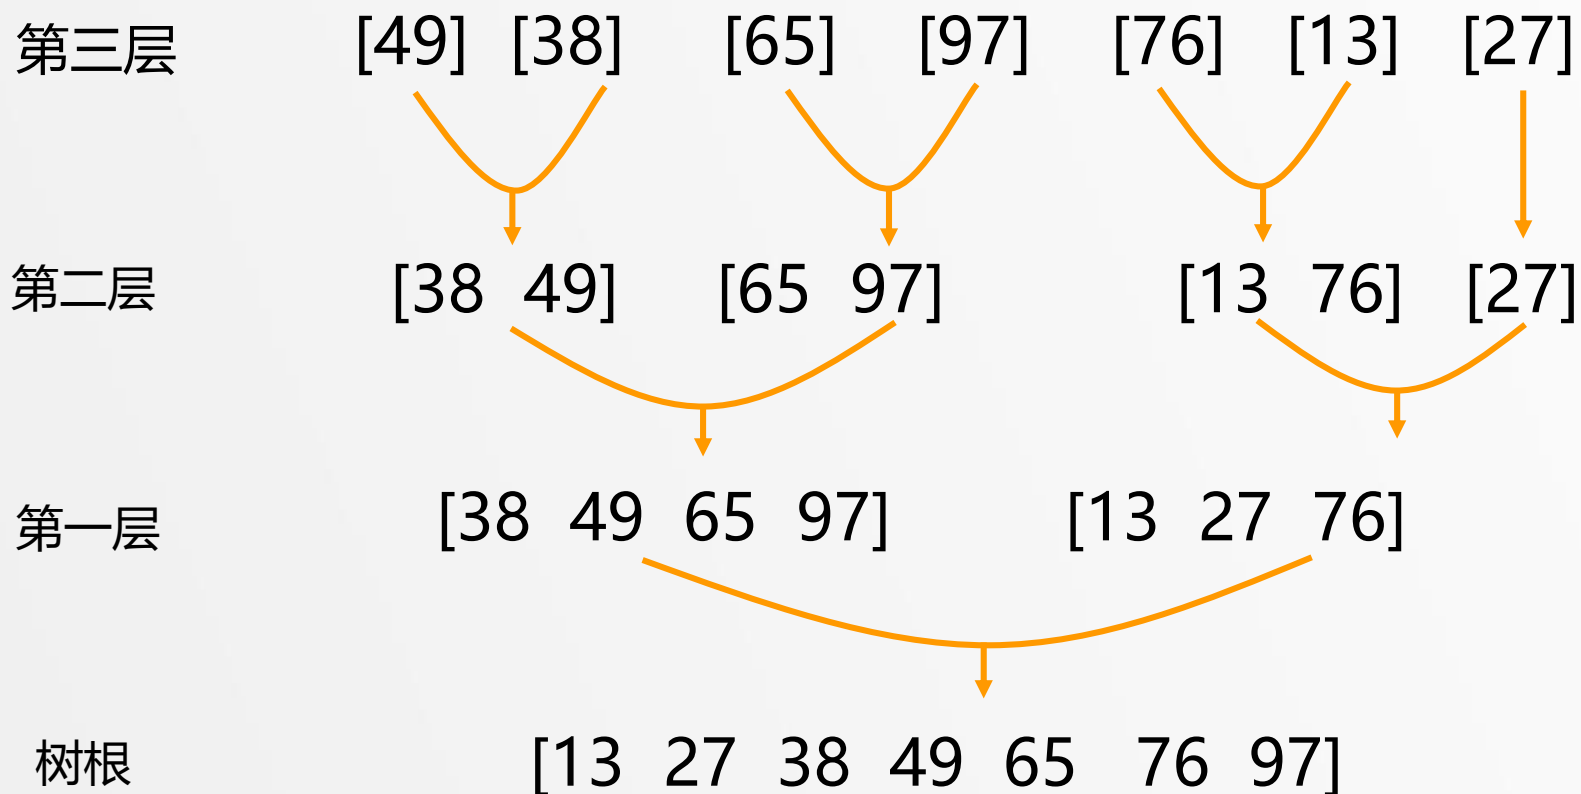 第三层 [49] [38] [65] [97] [76] [13] [27]
第二层 [38 49] [65 97] [13 76] [27]
第一层 [38 49 65 97] [13 27 76]
树根 [13 27 38 49 65 76 97]